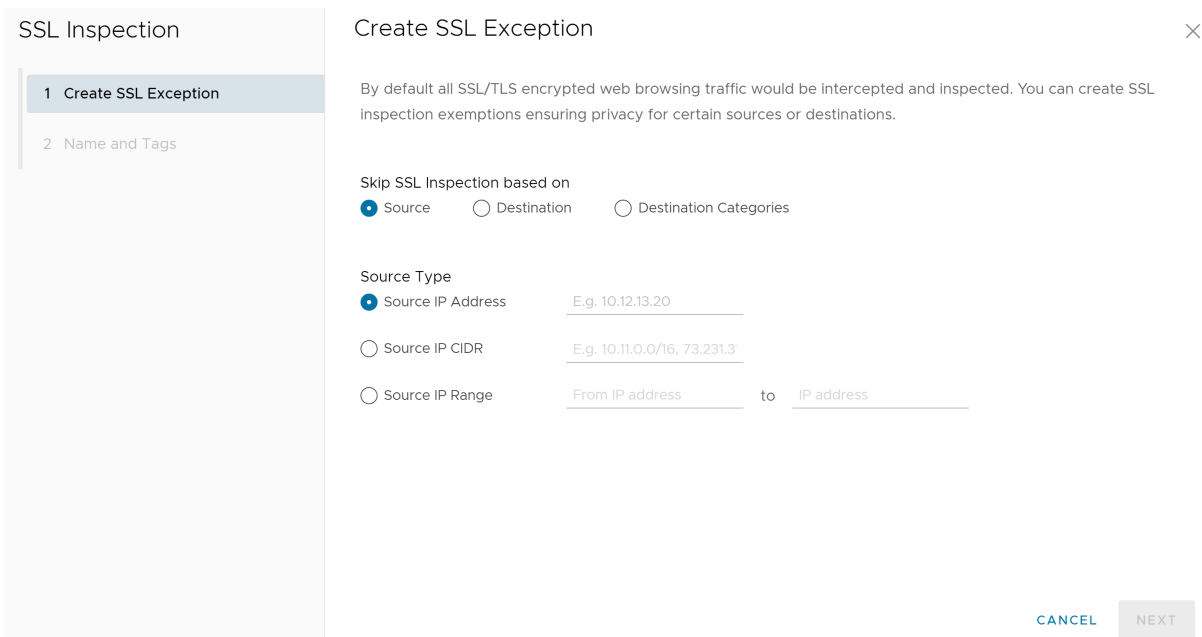 SSL Inspection
1 Create SSL Exception
2 Name and Tags
Create SSL Exception
By default all SSL/TLS encrypted web browsing traffic would be intercepted and inspected. You can create SSL
inspection exemptions ensuring privacy for certain sources or destinations.
Skip SSL Inspection based on
Source Destination Destination Categories
Source Type
Source IP Address E.g. 10.12.13.20
Source IP CIDR E.g. 10.11.0.0/16, 73.231.3
Source IP Range From IP address to IP address
CANCEL NEXT